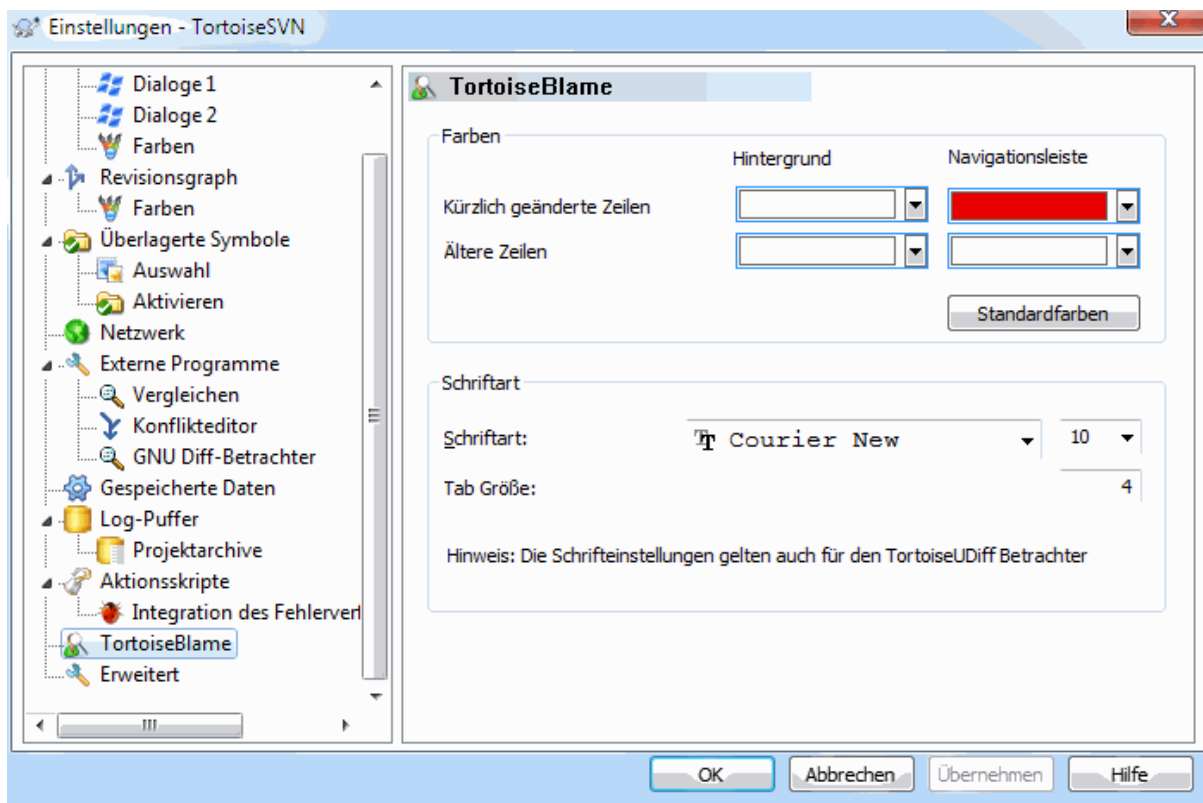 Einstellungen - TortoiseSVN
Dialoge 1
Dialoge 2
Farben
Revisionsgraph
Farben
Überlagerte Symbole
Auswahl
Aktivieren
Netzwerk
Externe Programme
Vergleichen
Konflikteditor
GNU Diff-Betrachter
Gespeicherte Daten
Log-Puffer
Projektarchive
Aktionsskripte
Integration des Fehlerverf
TortoiseBlame
Erweitert
TortoiseBlame
Farben
Hintergrund Navigationsleiste
Kürzlich geänderte Zeilen
Ältere Zeilen
Standardfarben
Schriftart
Schriftart: Courier New 10
Tab Größe: 4
Hinweis: Die Schrifteinstellungen gelten auch für den TortoiseUDiff Betrachter
OK Abbrechen Übernehmen Hilfe